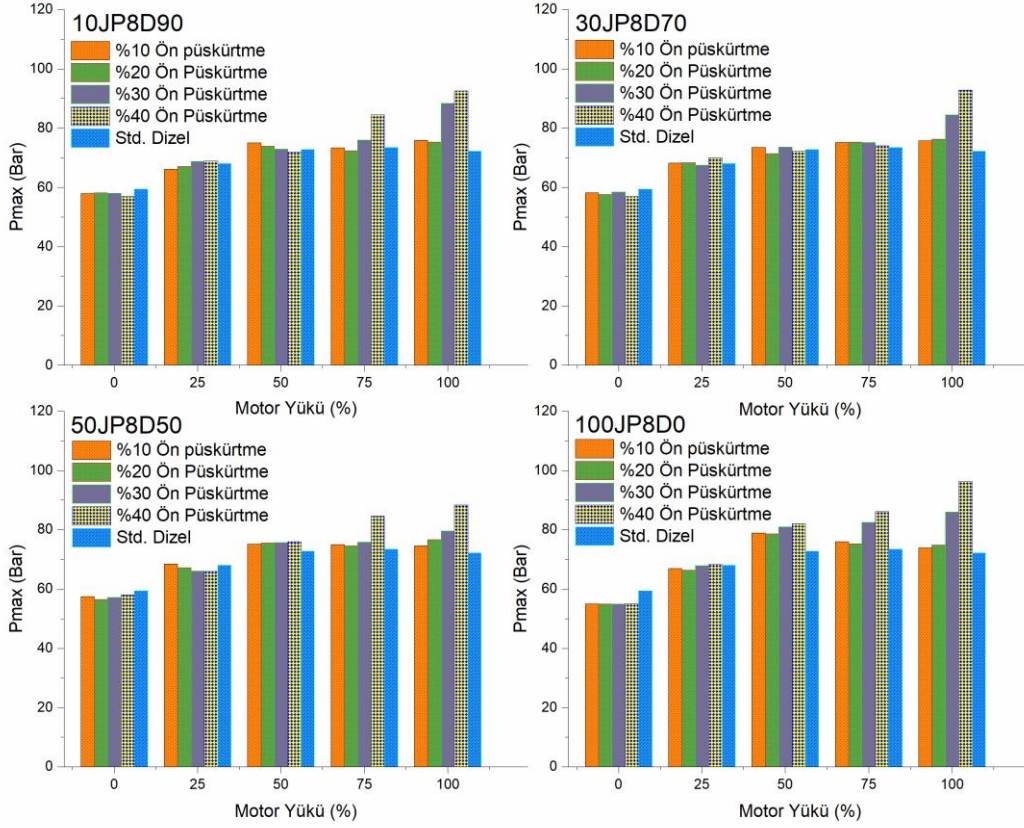 10JP8D90
%10 Ön püskürtme
%20 Ön Püskürtme
%30 Ön Püskürtme
%40 Ön Püskürtme
Std. Dizel
Pmax (Bar)
120
100
80
60
40
20
0
0 25 50 75 100
Motor Yükü (%)
30JP8D70
%10 Ön püskürtme
%20 Ön Püskürtme
%30 Ön Püskürtme
%40 Ön Püskürtme
Std. Dizel
Pmax (Bar)
120
100
80
60
40
20
0
0 25 50 75 100
Motor Yükü (%)
50JP8D50
%10 Ön püskürtme
%20 Ön Püskürtme
%30 Ön Püskürtme
%40 Ön Püskürtme
Std. Dizel
Pmax (Bar)
120
100
80
60
40
20
0
0 25 50 75 100
Motor Yükü (%)
100JP8D0
%10 Ön püskürtme
%20 Ön Püskürtme
%30 Ön Püskürtme
%40 Ön Püskürtme
Std. Dizel
Pmax (Bar)
120
100
80
60
40
20
0
0 25 50 75 100
Motor Yükü (%)